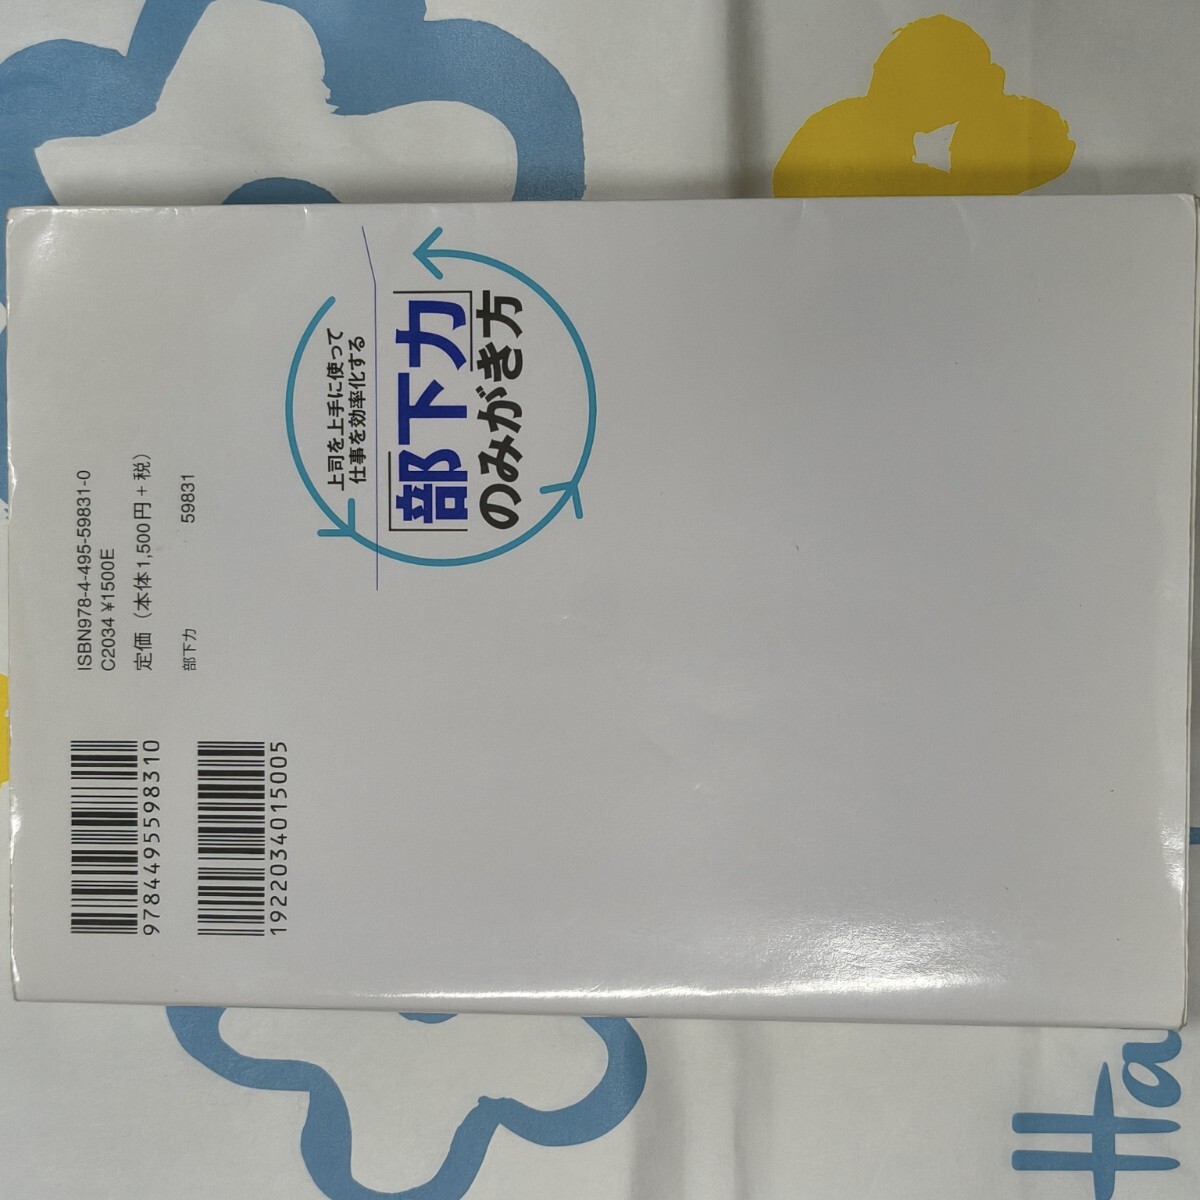 ISBN978-4-495-59831-0
C2034 ¥1500E
定価（本体1,500円+税）
部下力 59831
9784495598310
1922034015005
上司を上手に使って
仕事を効率化する
「部下力」
のみがき方
Ha